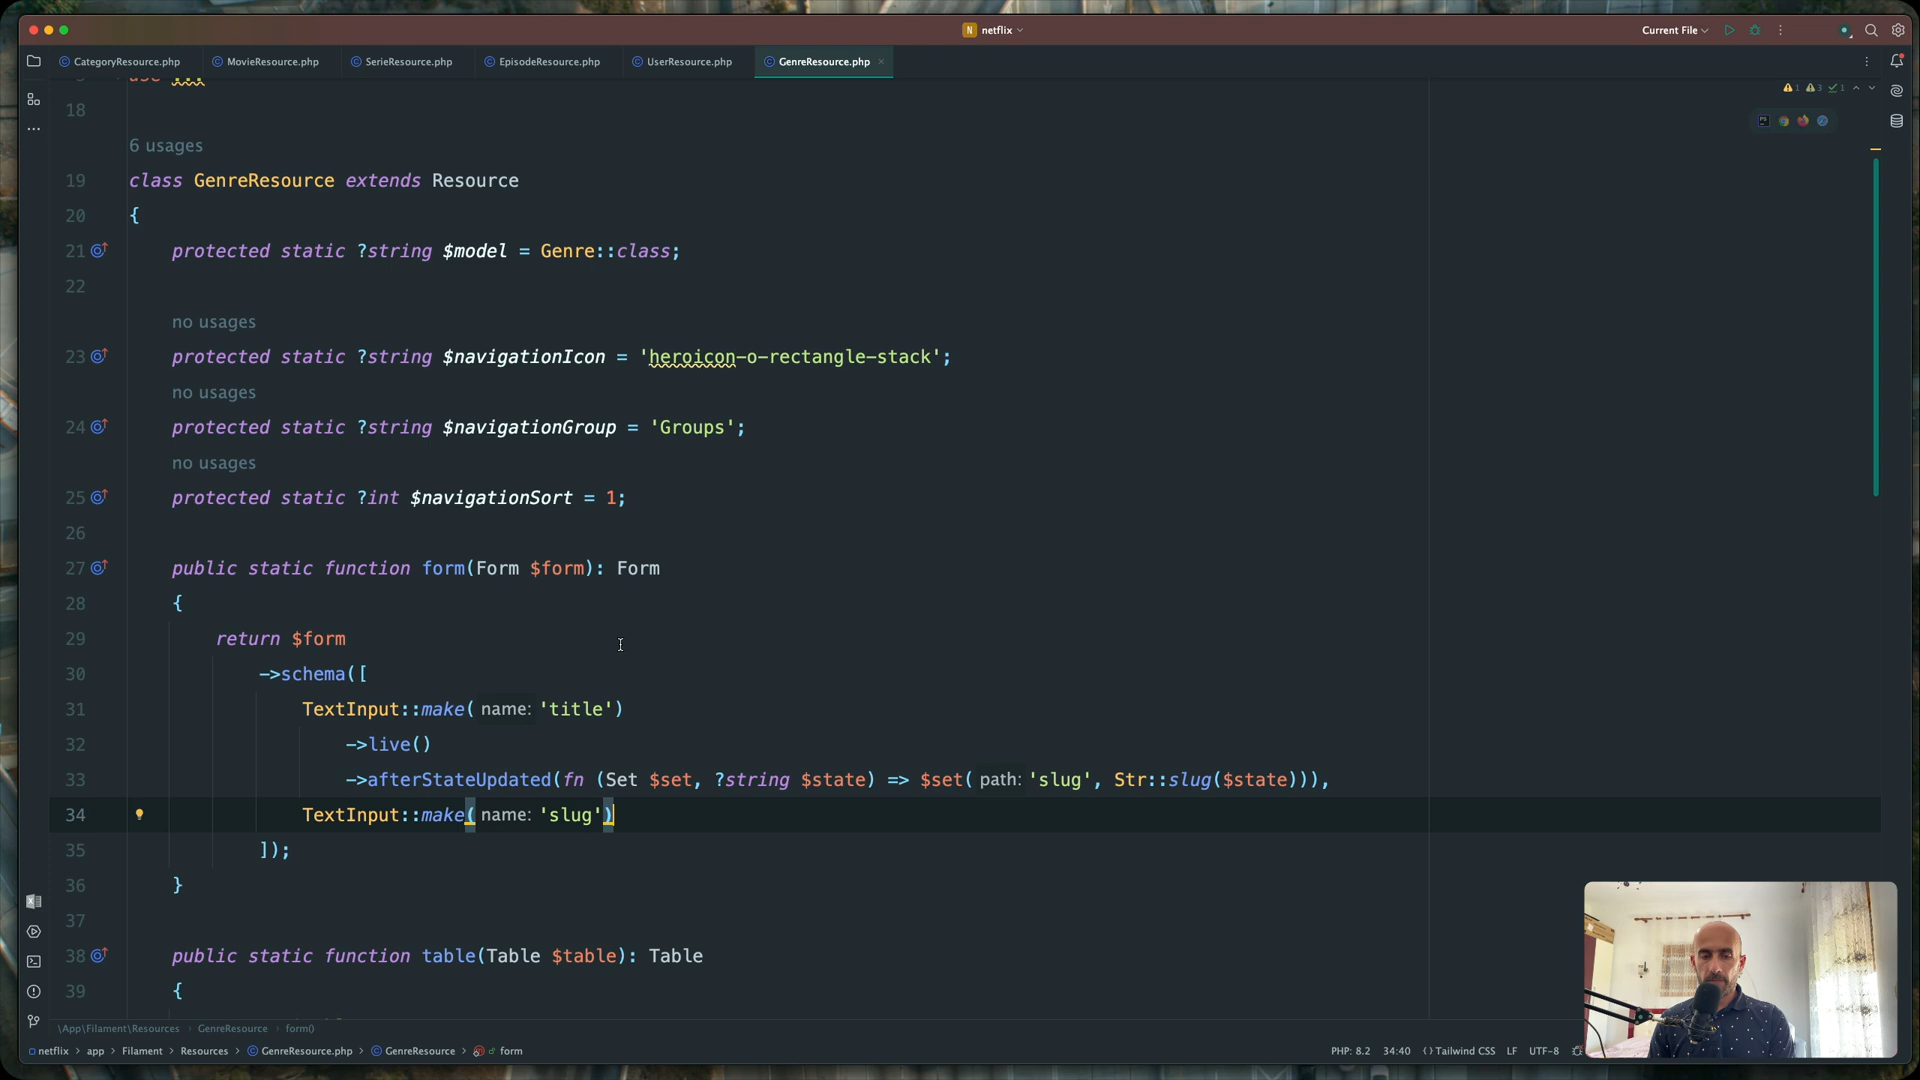 netflix
Current File
CategoryResource.php
MovieResource.php
SerieResource.php
EpisodeResource.php
UserResource.php
GenreResource.php
use ...
1 3 1
18
6 usages
19 class GenreResource extends Resource
20 {
21 protected static ?string $model = Genre::class;
22
no usages
23 protected static ?string $navigationIcon = 'heroicon-o-rectangle-stack';
no usages
24 protected static ?string $navigationGroup = 'Groups';
no usages
25 protected static ?int $navigationSort = 1;
26
27 public static function form(Form $form): Form
28 {
29 return $form
30 ->schema([
31 TextInput::make( name: 'title')
32 ->live()
33 ->afterStateUpdated(fn (Set $set, ?string $state) => $set( path: 'slug', Str::slug($state))),
34 TextInput::make( name: 'slug')
35 ]);
36 }
37
38 public static function table(Table $table): Table
39 {
\App\Filament\Resources > GenreResource > form()
netflix > app > Filament > Resources > GenreResource.php > GenreResource > form
PHP: 8.2 34:40 Tailwind CSS LF UTF-8